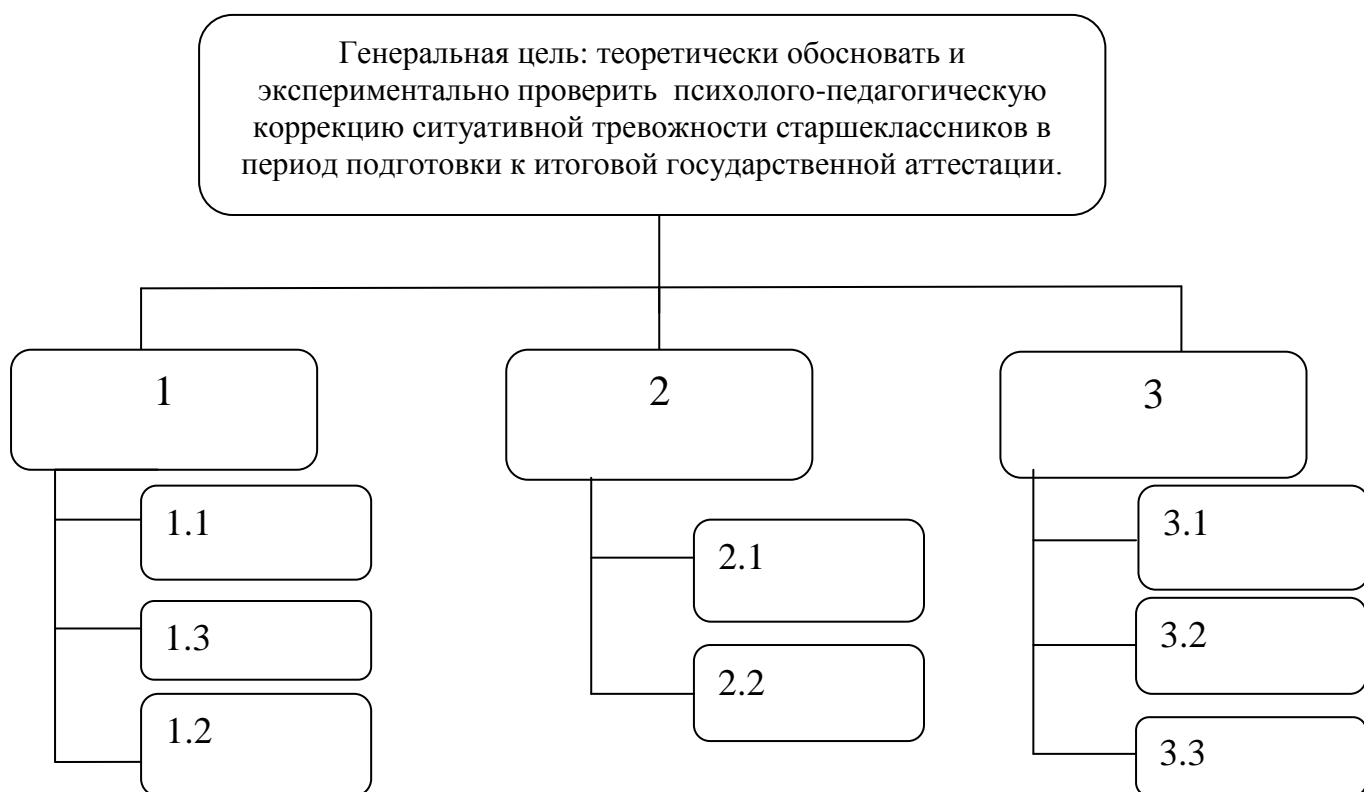 Генеральная цель: теоретически обосновать и
экспериментально проверить психолого-педагогическую
коррекцию ситуативной тревожности старшеклассников в
период подготовки к итоговой государственной аттестации.
1
2
3
1.1
1.3
1.2
2.1
2.2
3.1
3.2
3.3